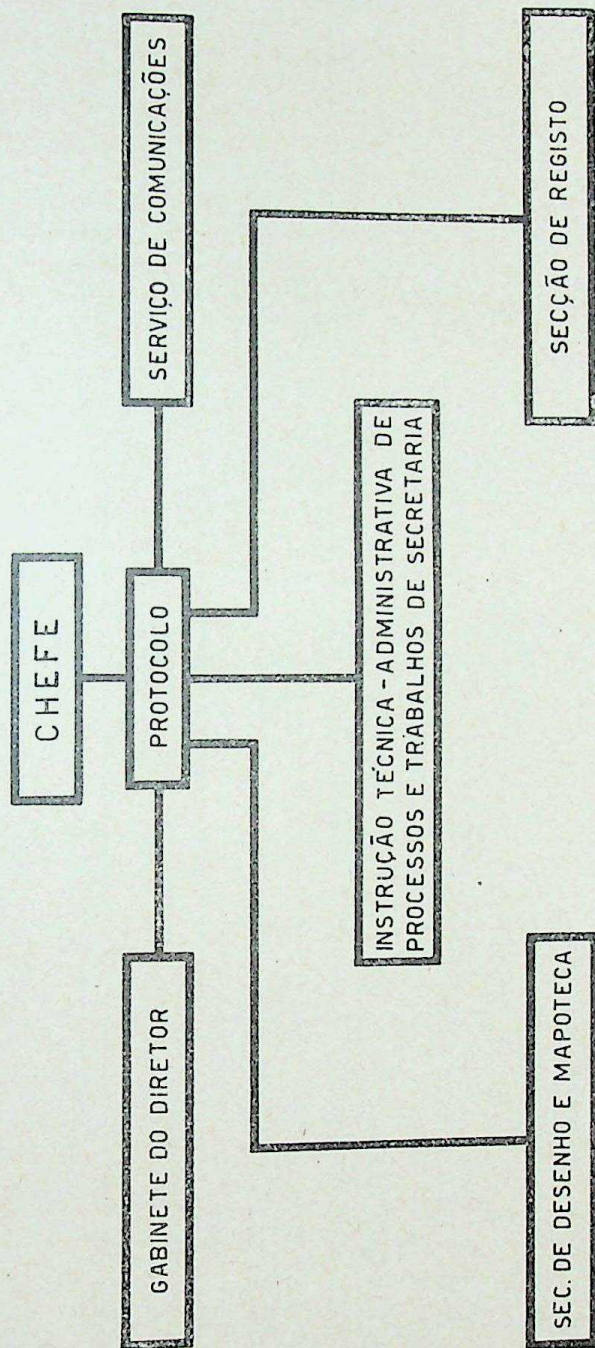 CHEFE
GABINETE DO DIRETOR
PROTOCOLO
SERVIÇO DE COMUNICAÇÕES
INSTRUÇÃO TÉCNICA-ADMINISTRATIVA DE
PROCESSOS E TRABALHOS DE SECRETARIA
SEC. DE DESENHO E MAPOTECA
SECÇÃO DE REGISTO